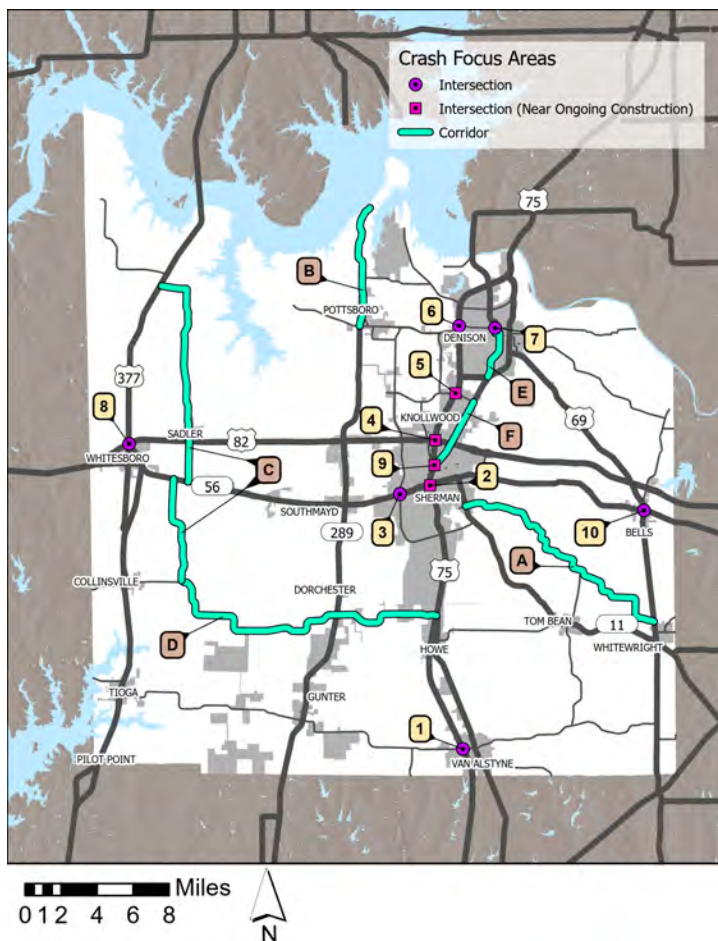 Crash Focus Areas
Intersection
Intersection (Near Ongoing Construction)
Corridor
75
B
POTTSBORO
6
DENISON
7
5
E
377
8
KNOLLWOOD
4
69
SADLER
82
F
WHITESBORO
9
2
C
56
SHERMAN
SOUTHMAYD
3
10
BELLS
289
A
75
COLLINSVILLE
DORCHESTER
TOM BEAN
11
D
HOWE
WHITEWRIGHT
TIOGA
GUNTER
1
PILOT POINT
VAN ALSTYNE
Miles
0 1 2 4 6 8
N